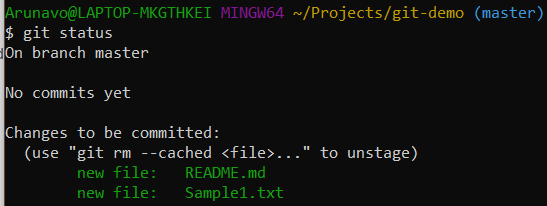 Arunavo@LAPTOP-MKGTHKEI MINGW64 ~/Projects/git-demo (master)
$ git status
On branch master
No commits yet
Changes to be committed:
  (use "git rm --cached <file>..." to unstage)
        new file:   README.md
        new file:   Sample1.txt